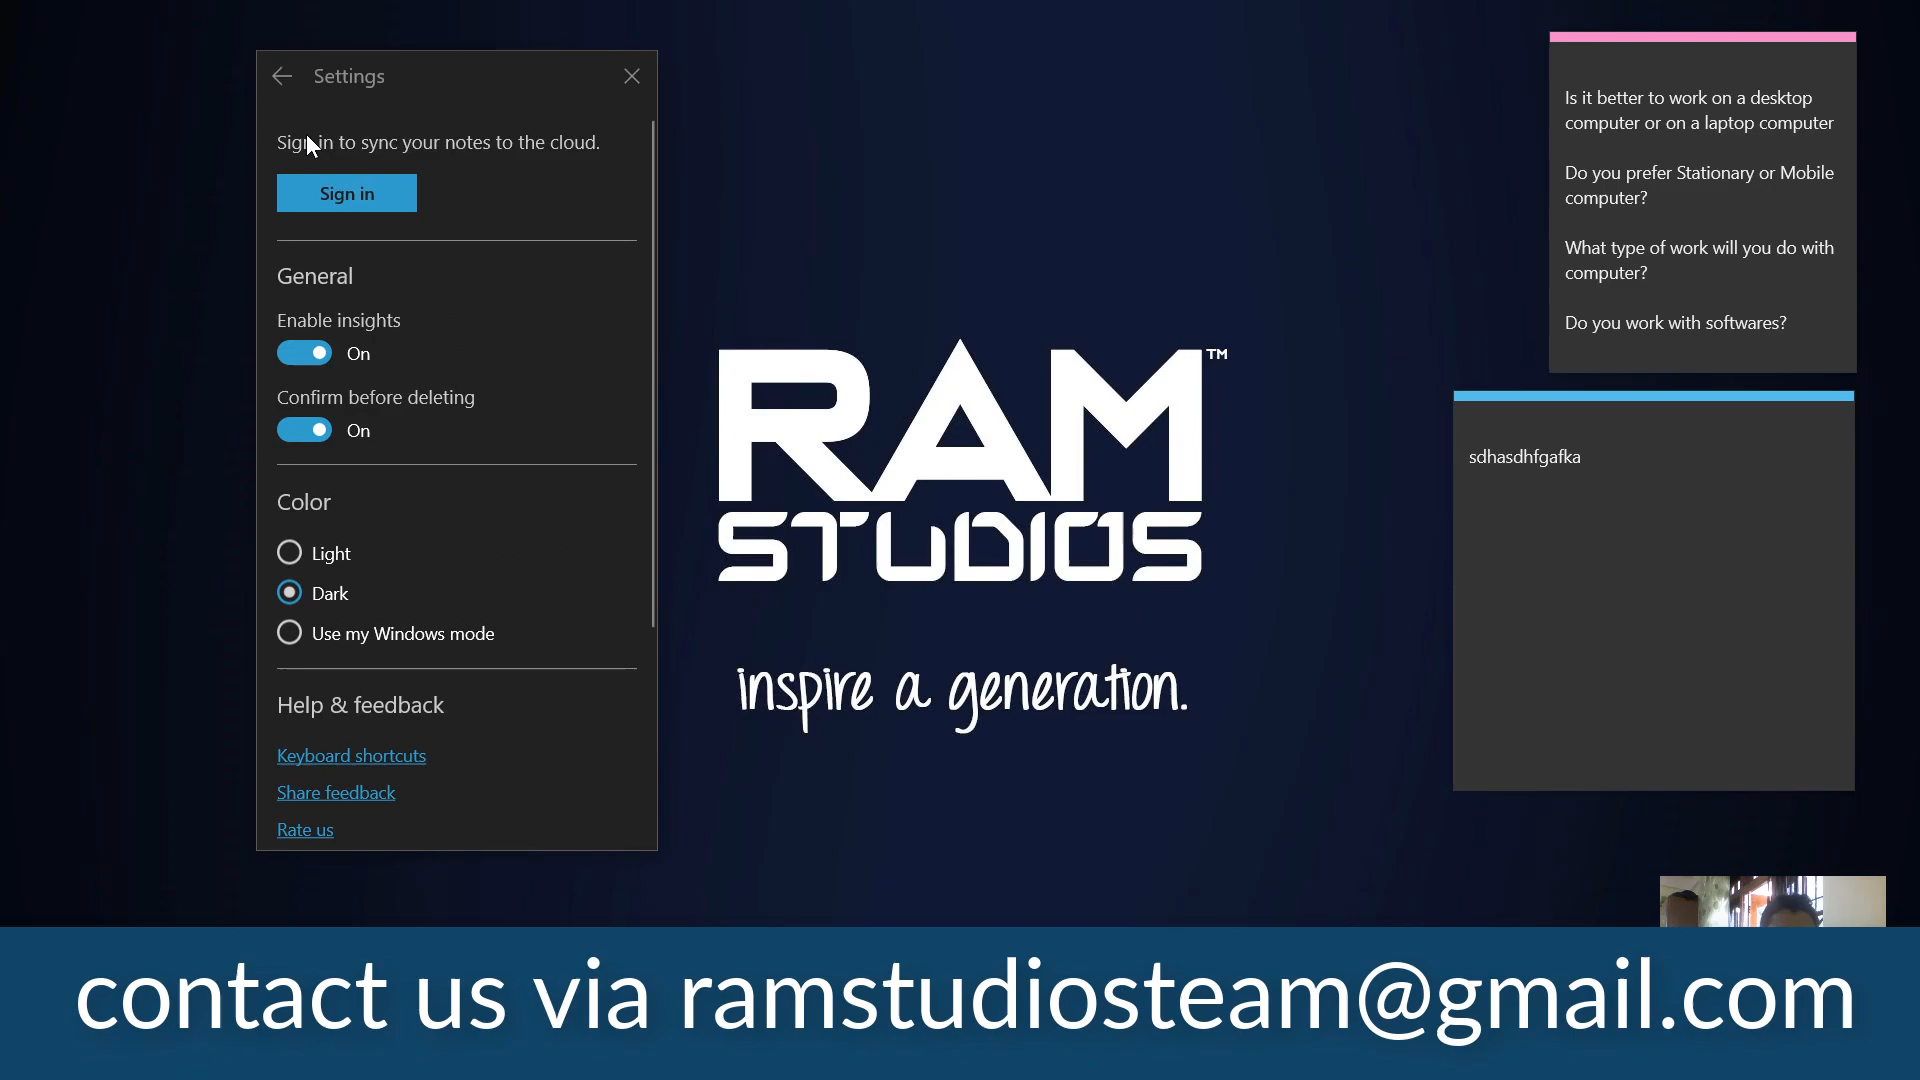 Settings
Sign in to sync your notes to the cloud.
Sign in
General
Enable insights
On
Confirm before deleting
On
Color
Light
Dark
Use my Windows mode
Help & feedback
Keyboard shortcuts
Share feedback
Rate us
RAM™
STUDIOS
inspire a generation.
Is it better to work on a desktop
computer or on a laptop computer
Do you prefer Stationary or Mobile
computer?
What type of work will you do with
computer?
Do you work with softwares?
sdhasdhfgafka
contact us via ramstudiosteam@gmail.com